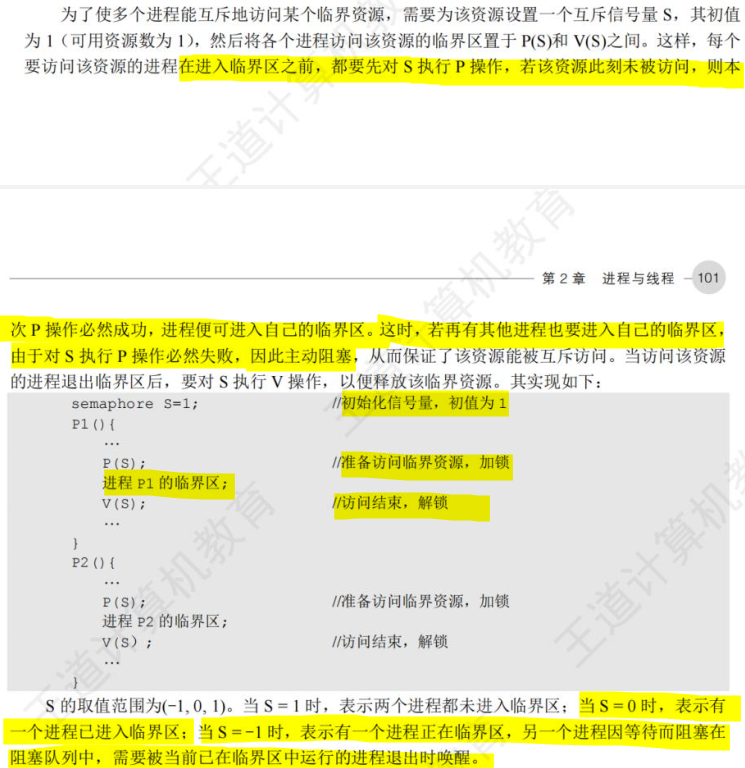 为了使多个进程能互斥地访问某个临界资源，需要为该资源设置一个互斥信号量 S，其初值
为 1（可用资源数为 1），然后将各个进程访问该资源的临界区置于 P(S)和 V(S)之间。这样，每个
要访问该资源的进程在进入临界区之前，都要先对 S 执行 P 操作，若该资源此刻未被访问，则本
王道计算机教育
第 2 章 进程与线程 101
次 P 操作必然成功，进程便可进入自己的临界区。这时，若再有其他进程也要进入自己的临界区，
由于对 S 执行 P 操作必然失败，因此主动阻塞，从而保证了该资源能被互斥访问。当访问该资源
的进程退出临界区后，要对 S 执行 V 操作，以便释放该临界资源。其实现如下：
semaphore S=1; //初始化信号量，初值为 1
P1(){
…
P(S); //准备访问临界资源，加锁
进程 P1 的临界区;
V(S); //访问结束，解锁
…
}
P2(){
…
P(S); //准备访问临界资源，加锁
进程 P2 的临界区;
V(S); //访问结束，解锁
…
}
王道计算机教育
王道计算机教
S 的取值范围为(−1, 0, 1)。当 S = 1 时，表示两个进程都未进入临界区；当 S = 0 时，表示有
一个进程已进入临界区；当 S = −1 时，表示有一个进程正在临界区，另一个进程因等待而阻塞在
阻塞队列中，需要被当前已在临界区中运行的进程退出时唤醒。